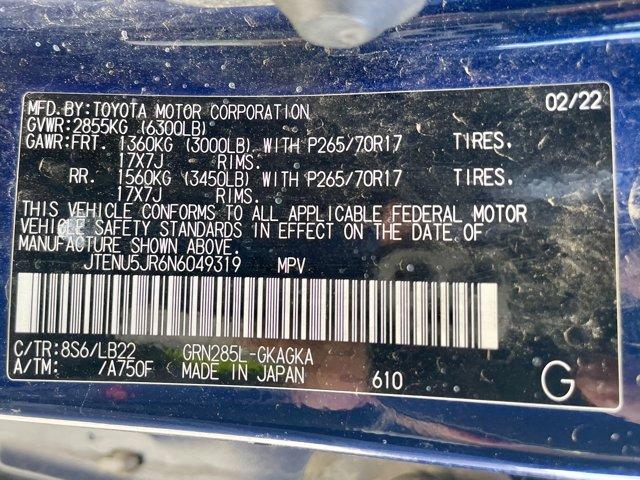 MFD. BY: TOYOTA MOTOR CORPORATION 02/22
GVWR: 2855KG (6300LB)
GAWR: FRT. 1360KG (3000LB) WITH P265/70R17 TIRES.
17X7J RIMS.
RR. 1560KG (3450LB) WITH P265/70R17 TIRES.
17X7J RIMS.
THIS VEHICLE CONFORMS TO ALL APPLICABLE FEDERAL MOTOR
VEHICLE SAFETY STANDARDS IN EFFECT ON THE DATE OF
MANUFACTURE SHOWN ABOVE.
JTENU5JR6N6049319 MPV
C/TR: 8S6/LB22 GRN285L-GKAGKA
A/TM: /A750F MADE IN JAPAN 610 G